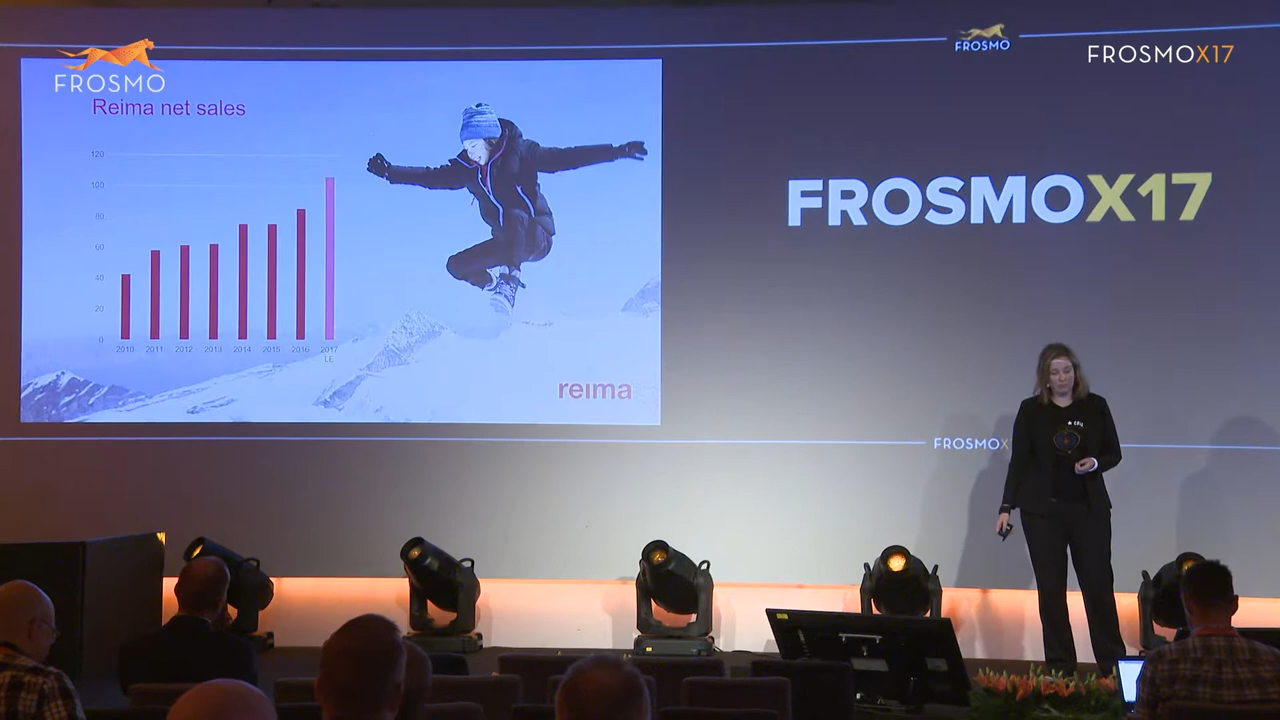 FROSMO
FROSMO
FROSMOX17
Reima net sales
120
100
80
60
40
20
0
2010 2011 2012 2013 2014 2015 2016 2017
LE
reima
FROSMOX17
FROSMOX